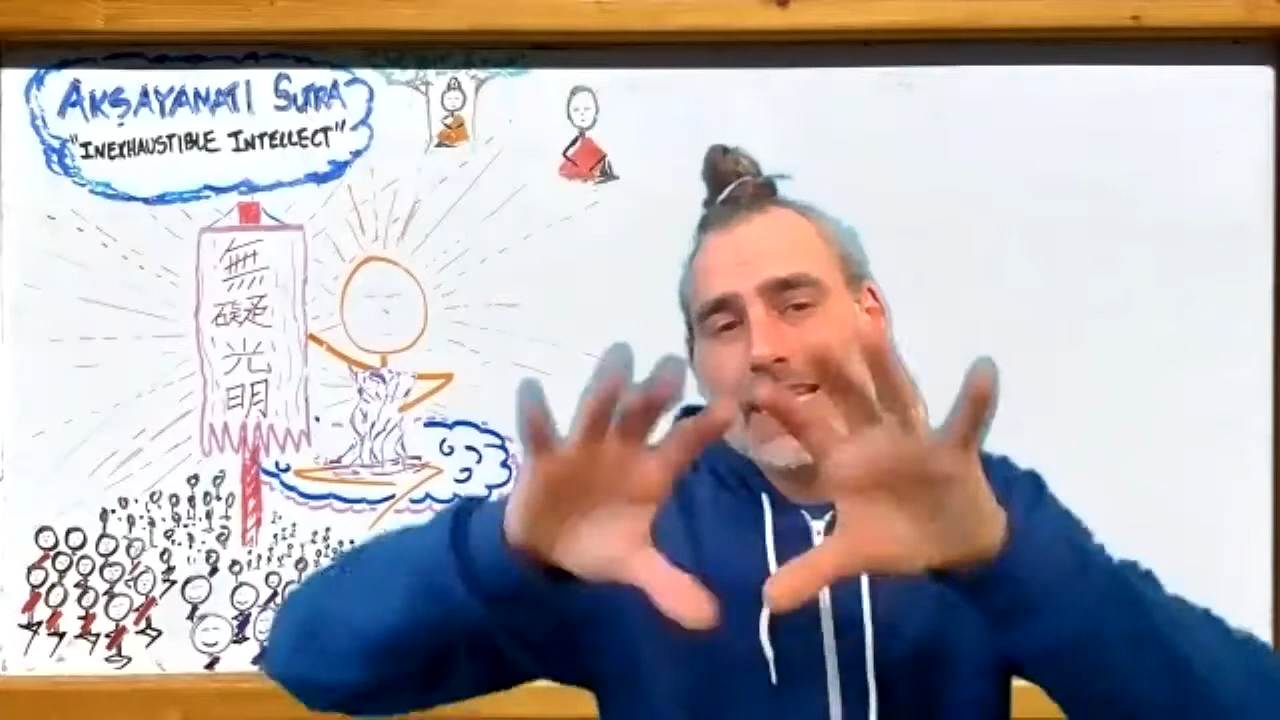 AKṢAYAMATI SUTRA
"INEXHAUSTIBLE INTELLECT"
無
礙
光
明